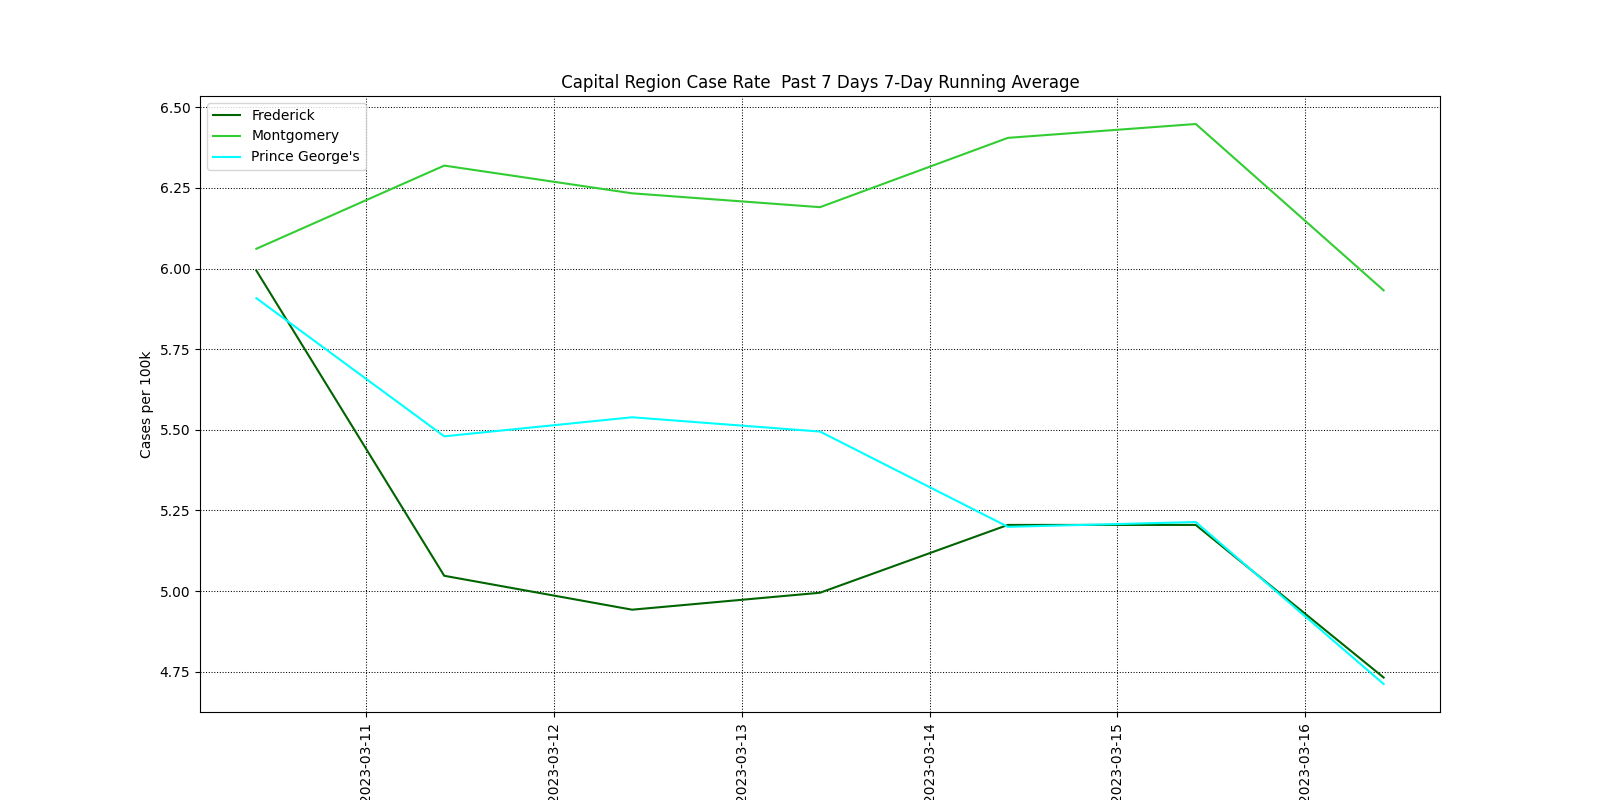 Capital Region Case Rate  Past 7 Days 7-Day Running Average
Frederick
Montgomery
Prince George's
Cases per 100k
6.50
6.25
6.00
5.75
5.50
5.25
5.00
4.75
2023-03-11
2023-03-12
2023-03-13
2023-03-14
2023-03-15
2023-03-16